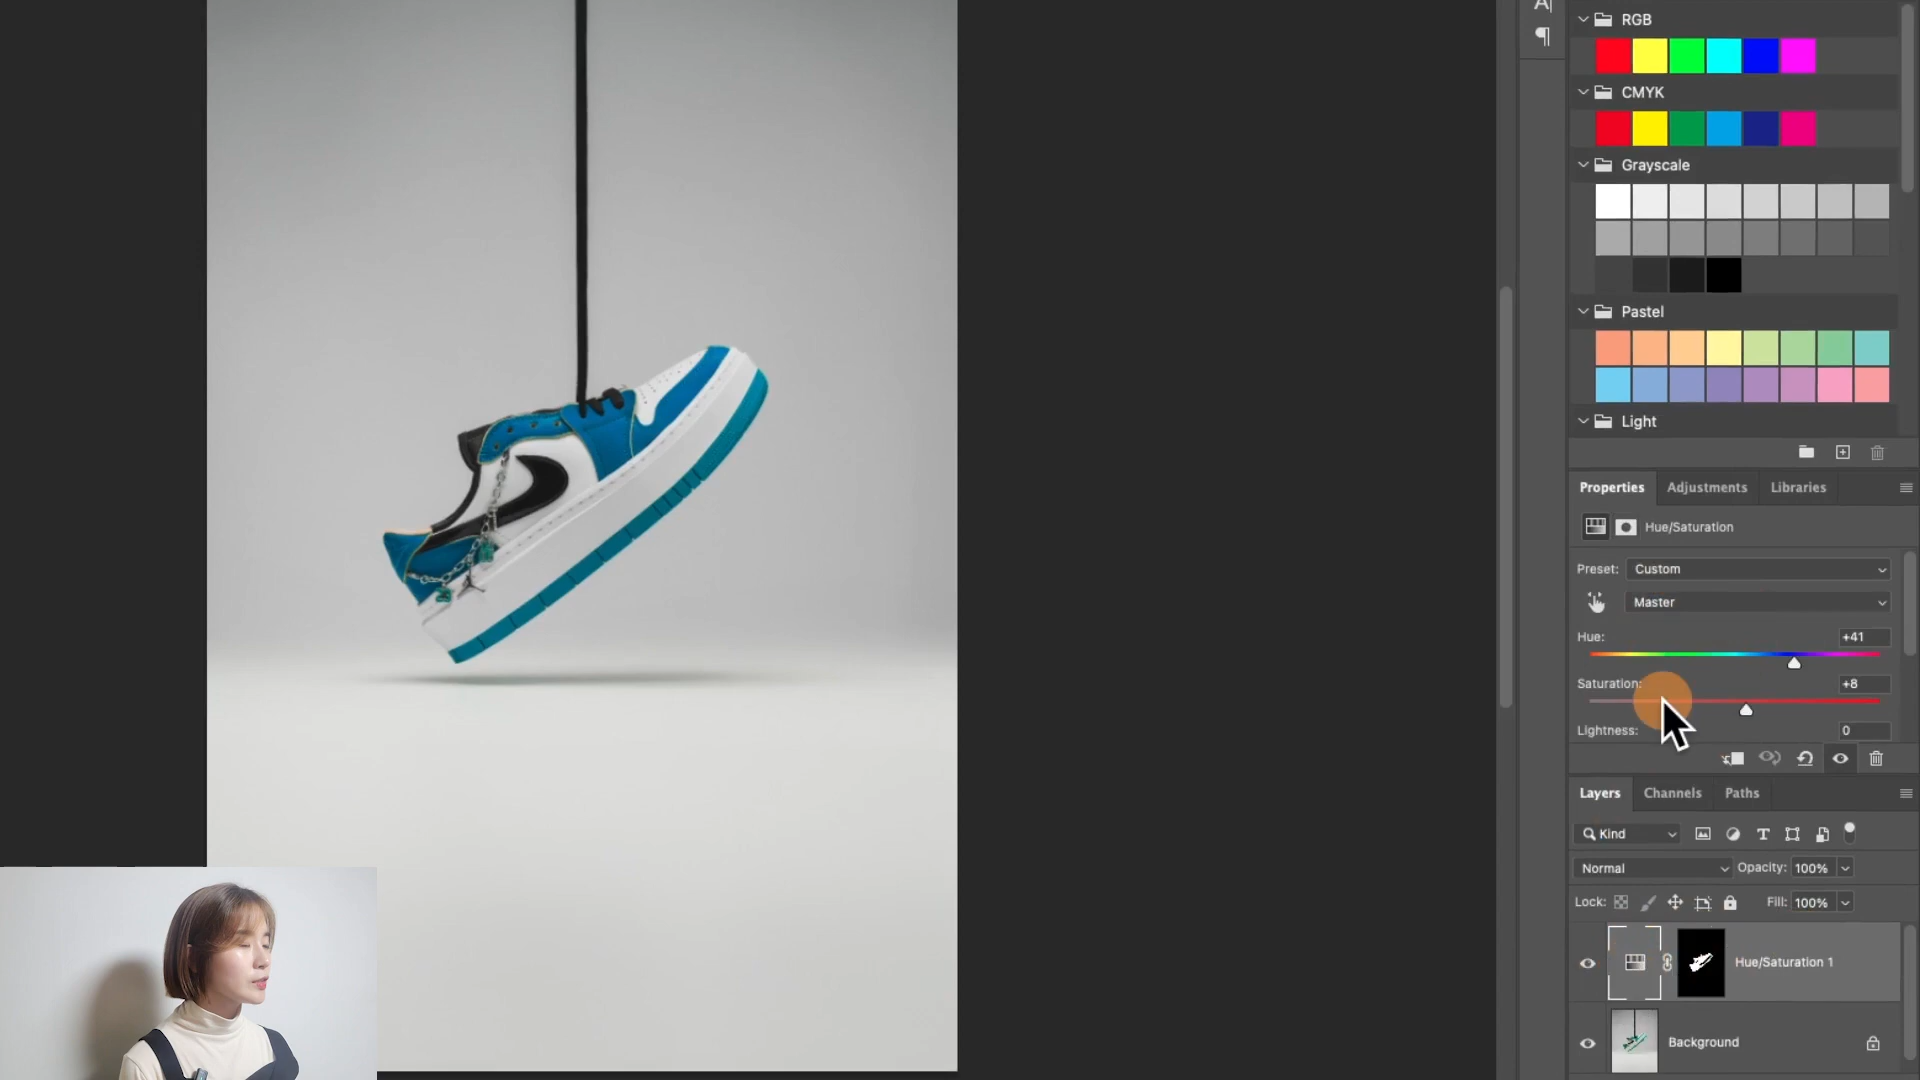 RGB
CMYK
Grayscale
Pastel
Light
Properties Adjustments Libraries
Hue/Saturation
Preset: Custom
Master
Hue: +41
Saturation: +8
Lightness: 0
Layers Channels Paths
Kind
Normal Opacity: 100%
Lock: Fill: 100%
Hue/Saturation 1
Background